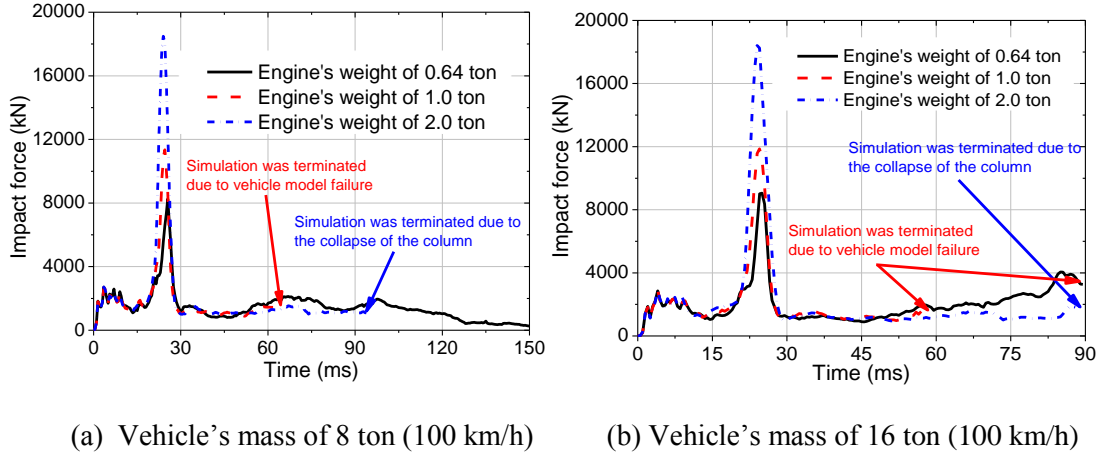 20000
16000
12000
8000
4000
0
Impact force (kN)
Engine's weight of 0.64 ton
Engine's weight of 1.0 ton
Engine's weight of 2.0 ton
Simulation was terminated
due to vehicle model failure
Simulation was terminated due to
the collapse of the column
0 30 60 90 120 150
Time (ms)
(a) Vehicle’s mass of 8 ton (100 km/h)
20000
16000
12000
8000
4000
0
Impact force (kN)
Engine's weight of 0.64 ton
Engine's weight of 1.0 ton
Engine's weight of 2.0 ton
Simulation was terminated due to
the collapse of the column
Simulation was terminated
due to vehicle model failure
0 15 30 45 60 75 90
Time (ms)
(b) Vehicle’s mass of 16 ton (100 km/h)